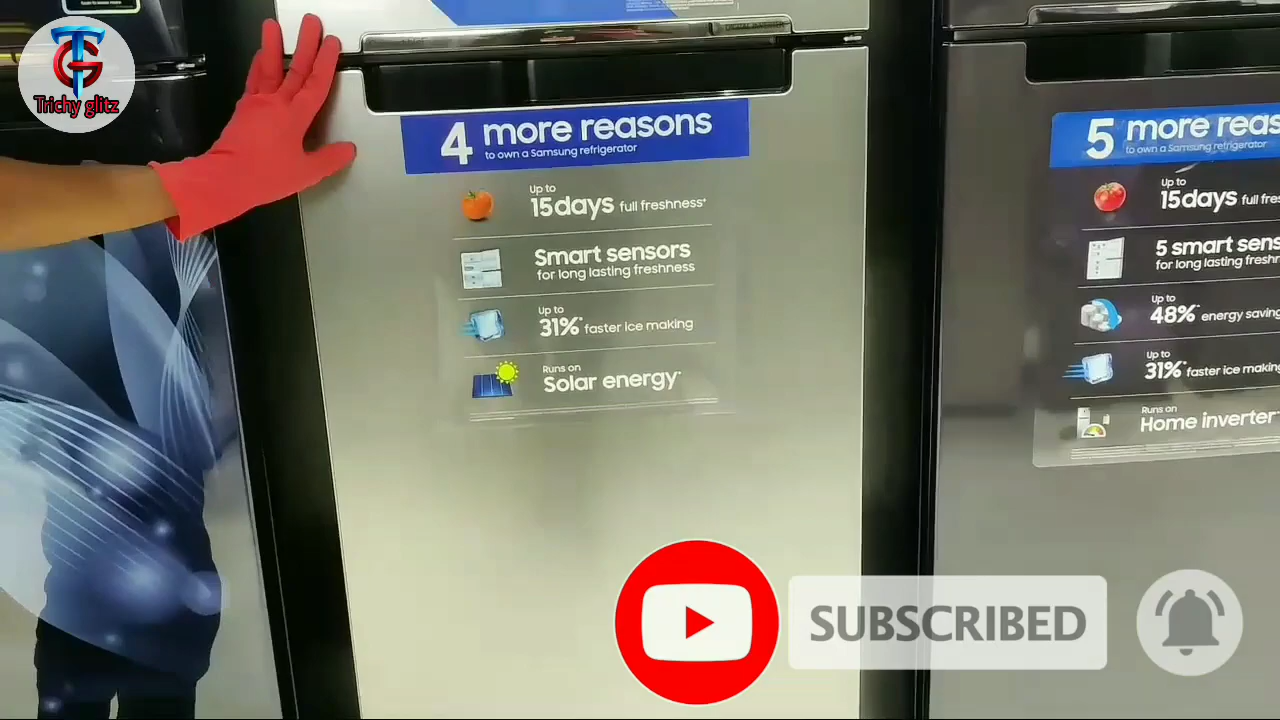 TG
Trichy glitz
4 more reasons
to own a Samsung refrigerator
Up to
15days full freshness*
Smart sensors
for long lasting freshness
Up to
31%* faster ice making
Runs on
Solar energy*
5 more reas
to own a Samsung refrigerator
Up to
15days full fre
5 smart sens
for long lasting freshn
Up to
48%* energy saving
Up to
31%* faster ice making
Runs on
Home inverter
SUBSCRIBED